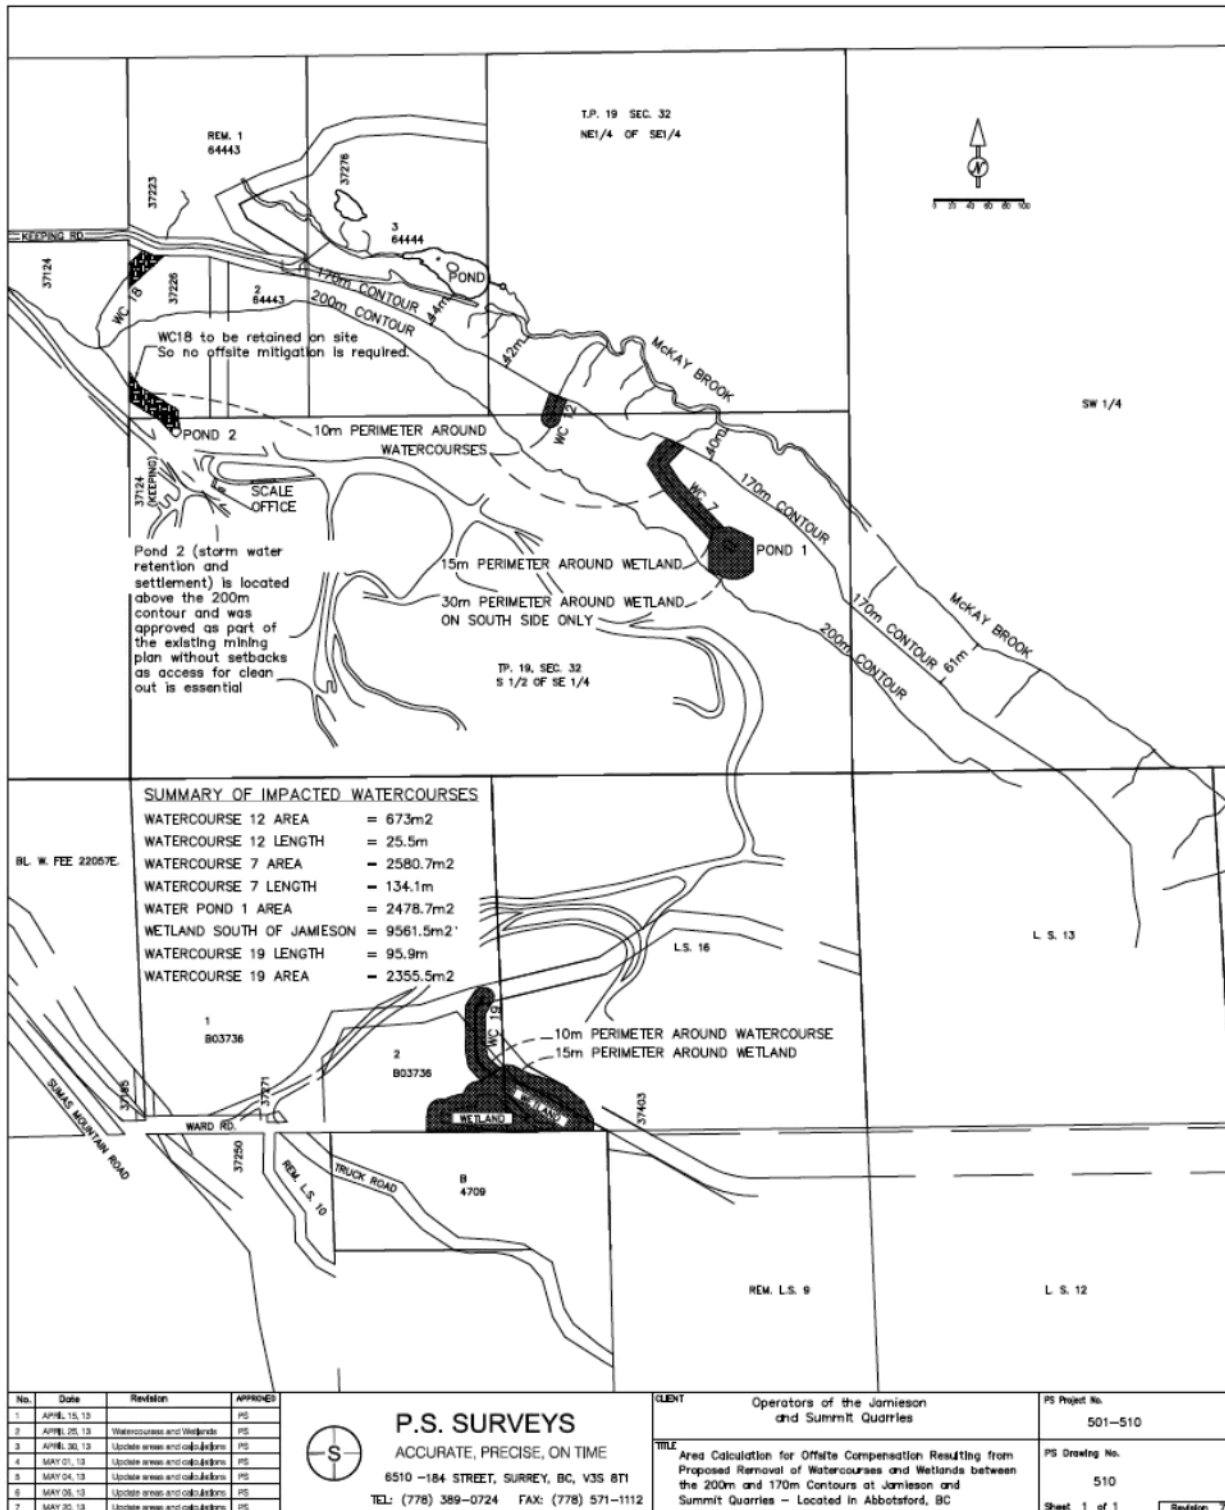 T.P. 19 SEC. 32
NE1/4 OF SE1/4
REM. 1
64443
37223
37276
3
64444
0 20 40 60 80 100
N
KEEPING RD.
37124
WC 18
37226
2
64443
170m CONTOUR
200m CONTOUR
POND
44m
42m
McKAY BROOK
SW 1/4
WC18 to be retained on site
So no offsite mitigation is required.
POND 2
10m PERIMETER AROUND
WATERCOURSES
WC 12
40m
37124
(KEEPING)
SCALE
OFFICE
WC 7
170m CONTOUR
POND 1
Pond 2 (storm water
retention and
settlement) is located
above the 200m
contour and was
approved as part of
the existing mining
plan without setbacks
as access for clean
out is essential
15m PERIMETER AROUND WETLAND
30m PERIMETER AROUND WETLAND
ON SOUTH SIDE ONLY
McKAY BROOK
170m CONTOUR
61m
200m CONTOUR
TP. 19, SEC. 32
S 1/2 OF SE 1/4
SUMMARY OF IMPACTED WATERCOURSES
WATERCOURSE 12 AREA = 673m2
WATERCOURSE 12 LENGTH = 25.5m
WATERCOURSE 7 AREA = 2580.7m2
WATERCOURSE 7 LENGTH = 134.1m
WATER POND 1 AREA = 2478.7m2
WETLAND SOUTH OF JAMIESON = 9561.5m2
WATERCOURSE 19 LENGTH = 95.9m
WATERCOURSE 19 AREA = 2355.5m2
BL. W. FEE 22057E.
L.S. 16
L. S. 13
1
B03736
WC 19
10m PERIMETER AROUND WATERCOURSE
15m PERIMETER AROUND WETLAND
2
B03736
WETLAND
WETLAND
37185
37271
37403
SUMAS MOUNTAIN ROAD
WARD RD.
37250
REM. L.S. 10
TRUCK ROAD
B
4709
REM. L.S. 9
L. S. 12
No. Date Revision APPROVED
1 APRIL 15, 13 PS
2 APRIL 25, 13 Watercourses and Wetlands PS
3 APRIL 30, 13 Update areas and calculations PS
4 MAY 01, 13 Update areas and calculations PS
5 MAY 04, 13 Update areas and calculations PS
6 MAY 06, 13 Update areas and calculations PS
7 MAY 20, 13 Update areas and calculations PS
S
P.S. SURVEYS
ACCURATE, PRECISE, ON TIME
6510 -184 STREET, SURREY, BC, V3S 8T1
TEL: (778) 389-0724 FAX: (778) 571-1112
CLIENT
Operators of the Jamieson
and Summit Quarries
TITLE
Area Calculation for Offsite Compensation Resulting from
Proposed Removal of Watercourses and Wetlands between
the 200m and 170m Contours at Jamieson and
Summit Quarries - Located in Abbotsford, BC
PS Project No.
501-510
PS Drawing No.
510
Sheet 1 of 1
Revision